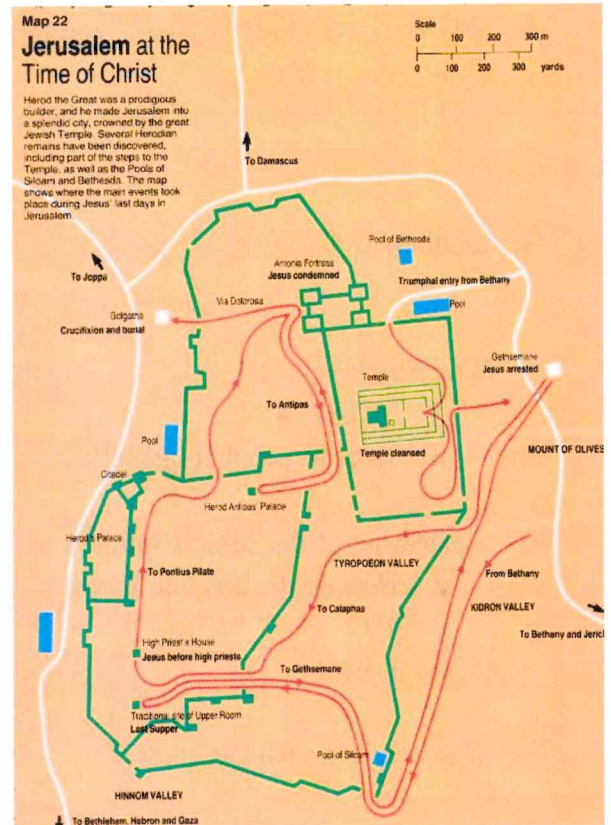 Map 22
Jerusalem at the
Time of Christ
Herod the Great was a prodigious
builder, and he made Jerusalem into
a splendid city, crowned by the great
Jewish Temple. Several Herodian
remains have been discovered,
including part of the steps to the
Temple, as well as the Pools of
Siloam and Bethesda. The map
shows where the main events took
place during Jesus' last days in
Jerusalem.
Scale
0 100 200 300 m
0 100 200 300 yards
To Damascus
Pool of Bethesda
Antonia Fortress
Jesus condemned
To Joppa
Triumphal entry from Bethany
Via Dolorosa
Pool
Golgotha
Crucifixion and burial
Gethsemane
Jesus arrested
Temple
To Antipas
Temple cleansed
Pool
MOUNT OF OLIVES
Citadel
Herod Antipas' Palace
Herod's Palace
TYROPOEON VALLEY
To Pontius Pilate
From Bethany
To Caiaphas
KIDRON VALLEY
To Bethany and Jeric
High Priest's House
Jesus before high priests
To Gethsemane
Traditional site of Upper Room
Last Supper
Pool of Siloam
HINNOM VALLEY
To Bethlehem, Hebron and Gaza